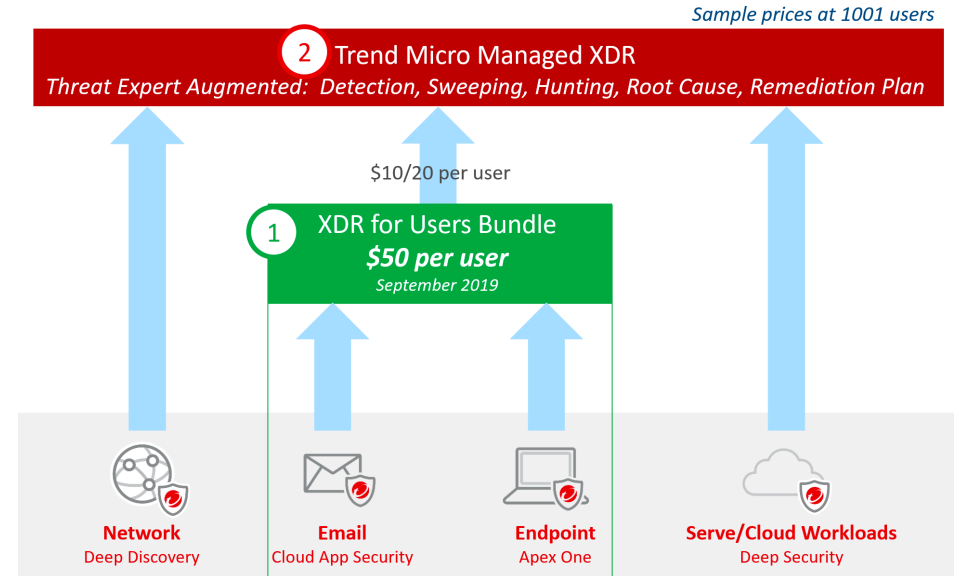 Sample prices at 1001 users
2 Trend Micro Managed XDR
Threat Expert Augmented: Detection, Sweeping, Hunting, Root Cause, Remediation Plan
$10/20 per user
1 XDR for Users Bundle
$50 per user
September 2019
Network
Deep Discovery
Email
Cloud App Security
Endpoint
Apex One
Serve/Cloud Workloads
Deep Security